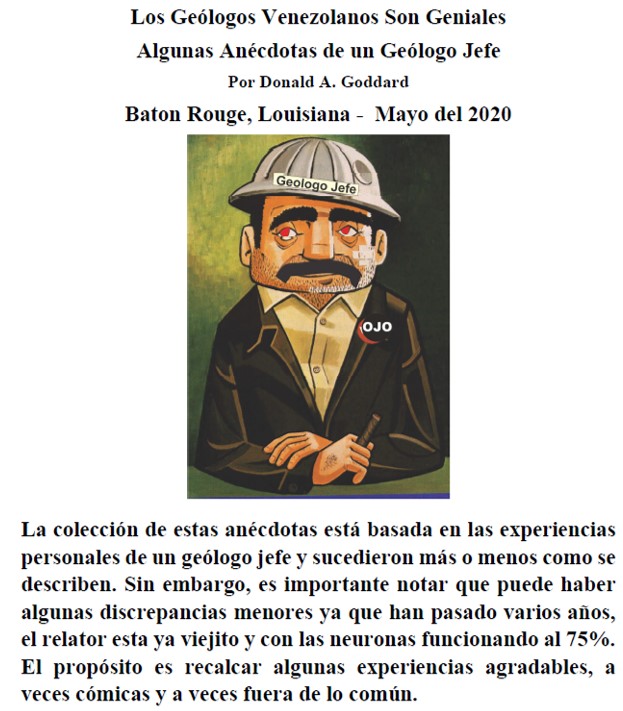 Los Geólogos Venezolanos Son Geniales
Algunas Anécdotas de un Geólogo Jefe
Por Donald A. Goddard
Baton Rouge, Louisiana - Mayo del 2020
Geologo Jefe
OJO
La colección de estas anécdotas está basada en las experiencias
personales de un geólogo jefe y sucedieron más o menos como se
describen. Sin embargo, es importante notar que puede haber
algunas discrepancias menores ya que han pasado varios años,
el relator esta ya viejito y con las neuronas funcionando al 75%.
El propósito es recalcar algunas experiencias agradables, a
veces cómicas y a veces fuera de lo común.